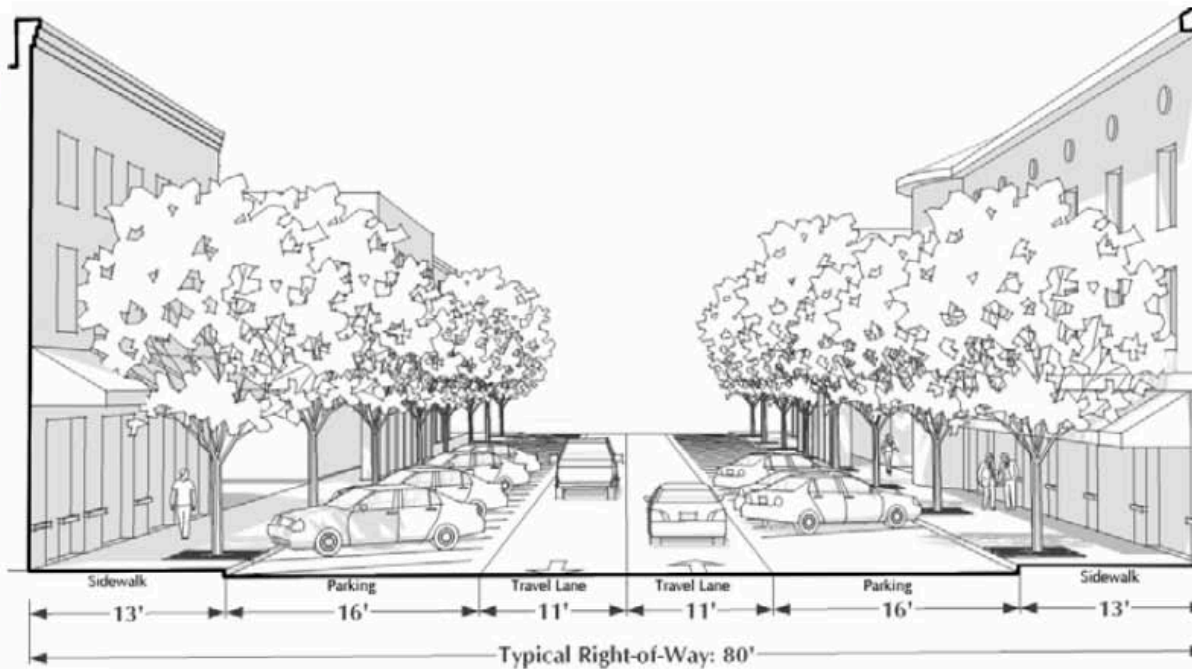 Sidewalk Parking Travel Lane Travel Lane Parking Sidewalk
13' 16' 11' 11' 16' 13'
Typical Right-of-Way: 80'